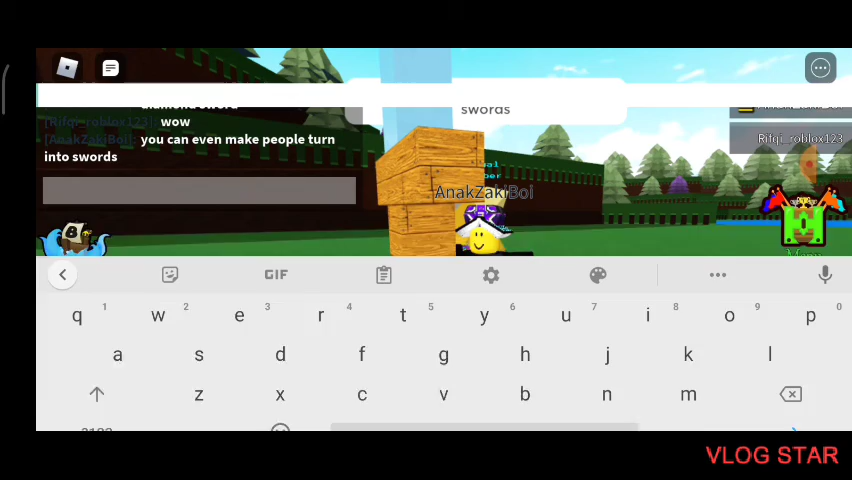 swords
[Rifqi_roblox123]: wow
[AnakZakiBoi]: you can even make people turn
into swords
Rifqi_roblox123
AnakZakiBoi
B
GIF
q 1 w 2 e 3 r 4 t 5 y 6 u 7 i 8 o 9 p 0
a s d f g h j k l
z x c v b n m
VLOG STAR